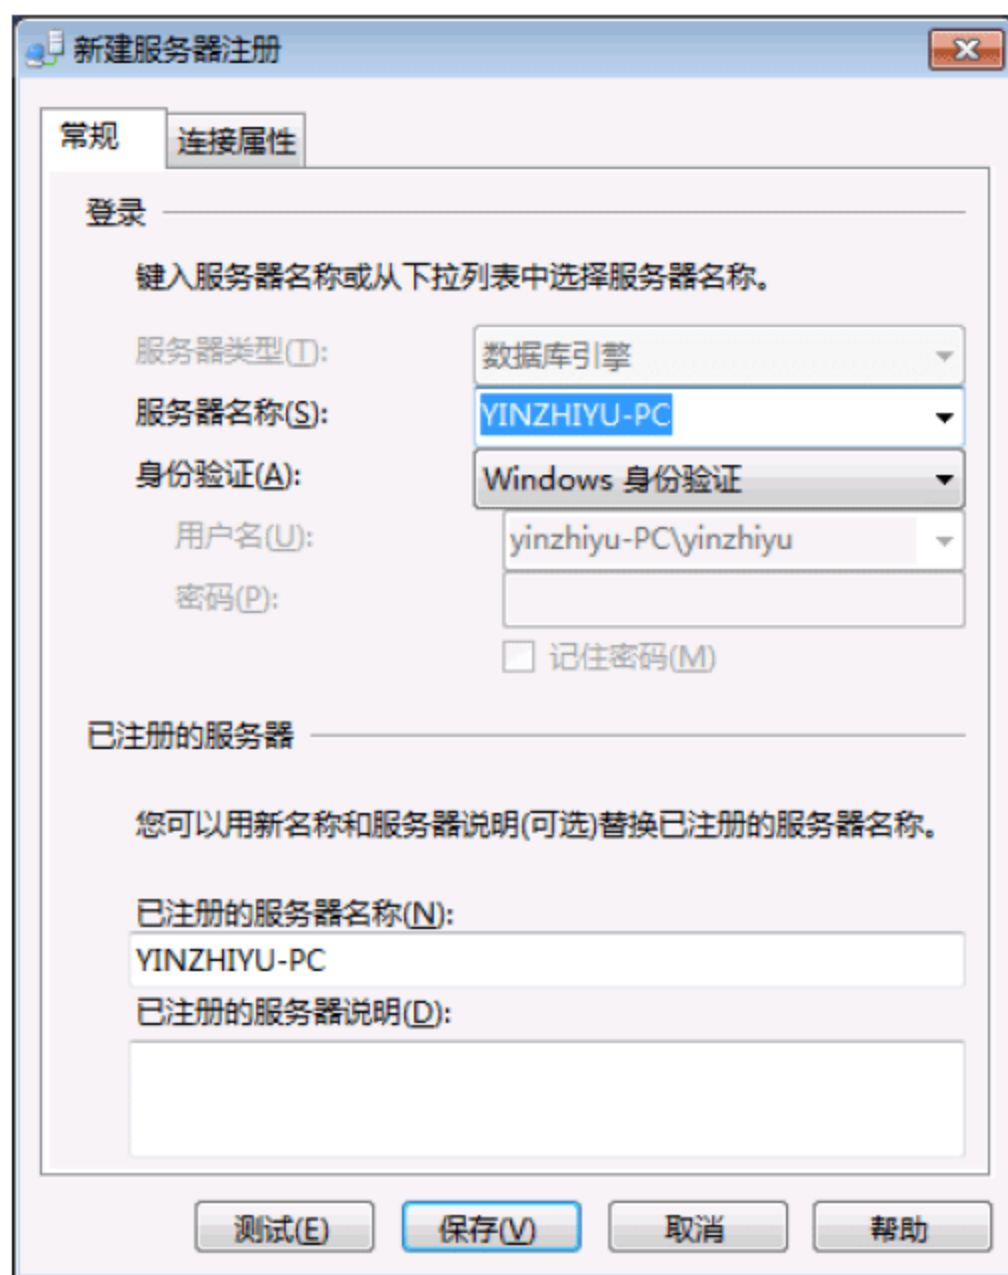 新建服务器注册
常规 连接属性
登录
键入服务器名称或从下拉列表中选择服务器名称。
服务器类型(T): 数据库引擎
服务器名称(S): YINZHIYU-PC
身份验证(A): Windows 身份验证
用户名(U): yinzhiyu-PC\yinzhiyu
密码(P):
记住密码(M)
已注册的服务器
您可以用新名称和服务器说明(可选)替换已注册的服务器名称。
已注册的服务器名称(N):
YINZHIYU-PC
已注册的服务器说明(D):
测试(E) 保存(V) 取消 帮助